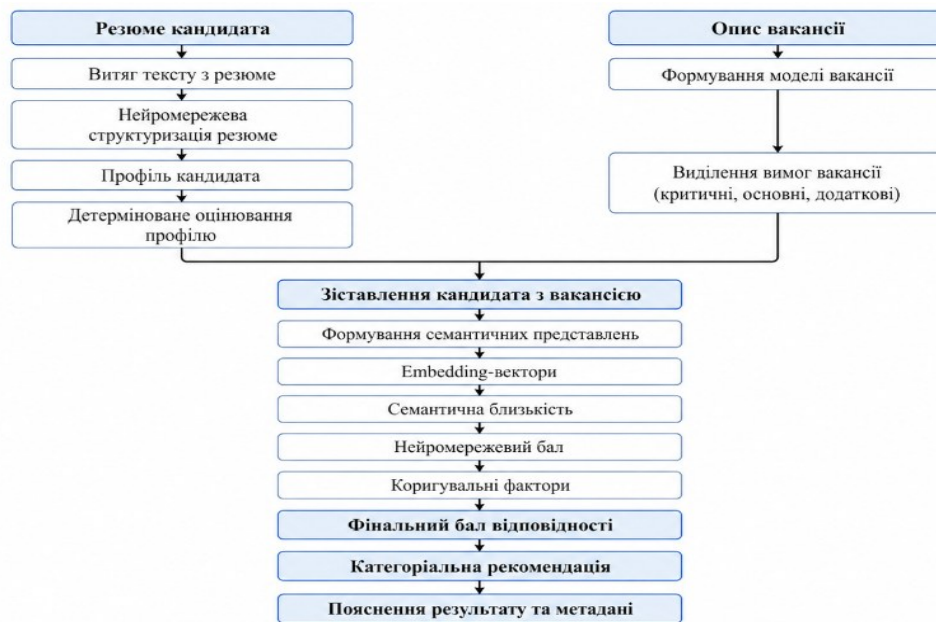 Резюме кандидата
Витяг тексту з резюме
Нейромережева
структуризація резюме
Профіль кандидата
Детерміноване оцінювання
профілю
Опис вакансії
Формування моделі вакансії
Виділення вимог вакансії
(критичні, основні, додаткові)
Зіставлення кандидата з вакансією
Формування семантичних представлень
Embedding-вектори
Семантична близькість
Нейромережевий бал
Коригувальні фактори
Фінальний бал відповідності
Категоріальна рекомендація
Пояснення результату та метадані